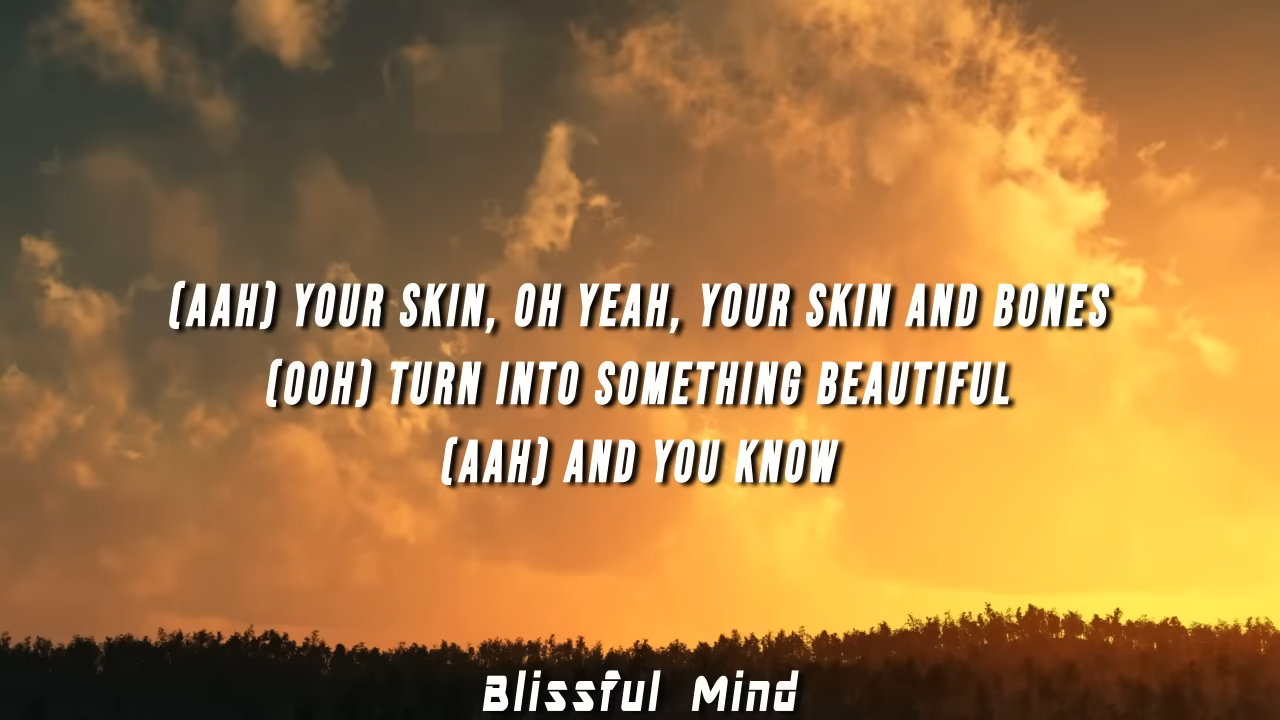 (AAH) YOUR SKIN, OH YEAH, YOUR SKIN AND BONES
(OOH) TURN INTO SOMETHING BEAUTIFUL
(AAH) AND YOU KNOW
Blissful Mind